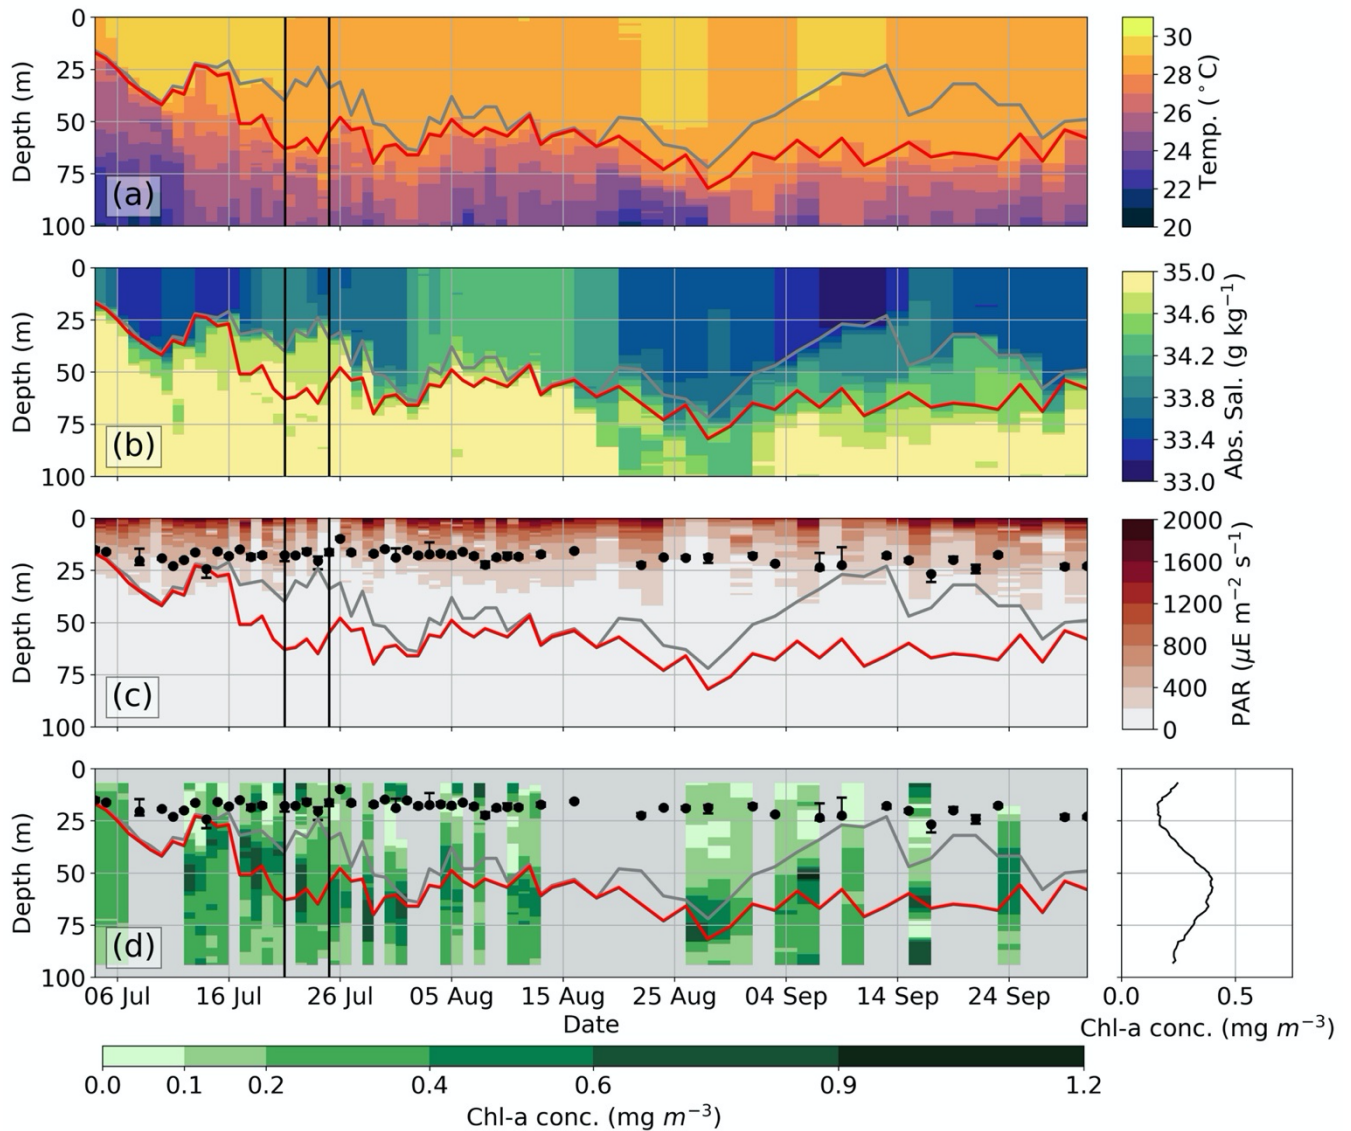 0
25
50
75
100
Depth (m)
(a)
30
28
26
24
22
20
Temp. (°C)
0
25
50
75
100
Depth (m)
(b)
35.0
34.6
34.2
33.8
33.4
33.0
Abs. Sal. (g kg⁻¹)
0
25
50
75
100
Depth (m)
(c)
2000
1600
1200
800
400
0
PAR (μE m⁻² s⁻¹)
0
25
50
75
100
Depth (m)
(d)
06 Jul 16 Jul 26 Jul 05 Aug 15 Aug 25 Aug 04 Sep 14 Sep 24 Sep
Date
0.0 0.5
Chl-a conc. (mg m⁻³)
0.0 0.1 0.2 0.4 0.6 0.9 1.2
Chl-a conc. (mg m⁻³)